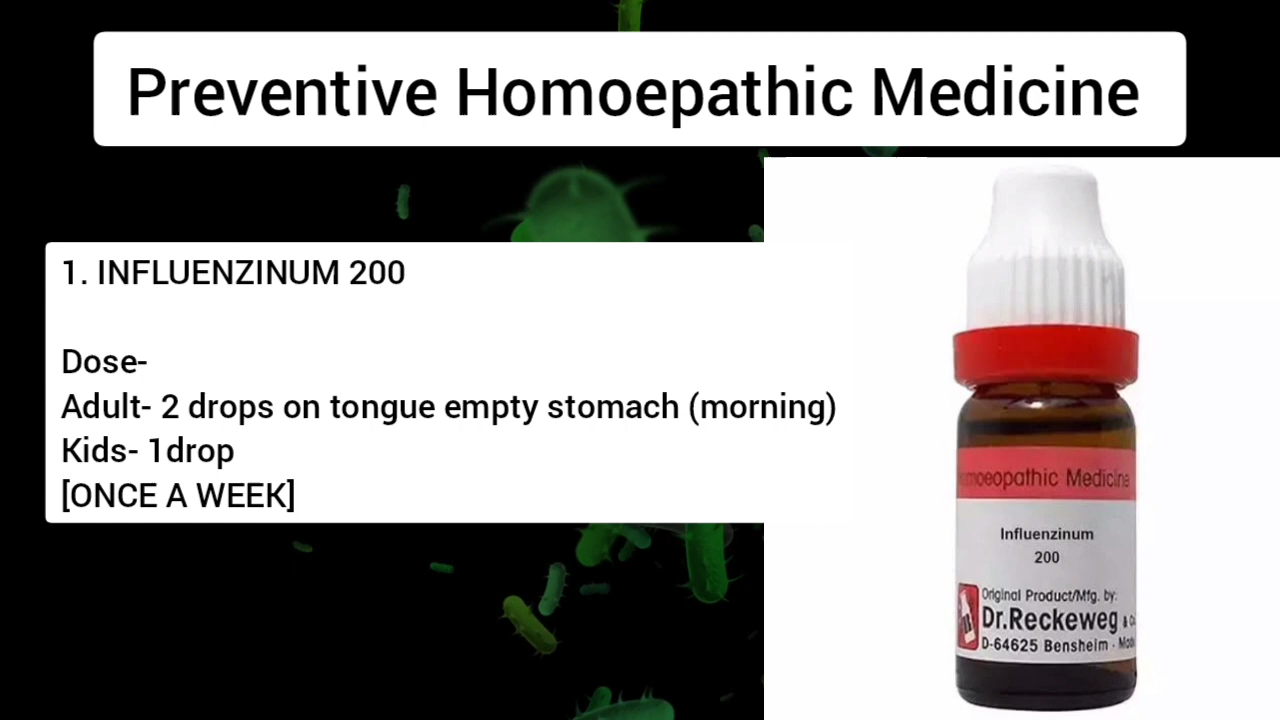 Preventive Homoepathic Medicine
1. INFLUENZINUM 200
Dose-
Adult- 2 drops on tongue empty stomach (morning)
Kids- 1drop
[ONCE A WEEK]
Medicine
Influenzinum
200
Original Product/Mfg. by:
Dr.Reckeweg &
D-64625 Bensheim -